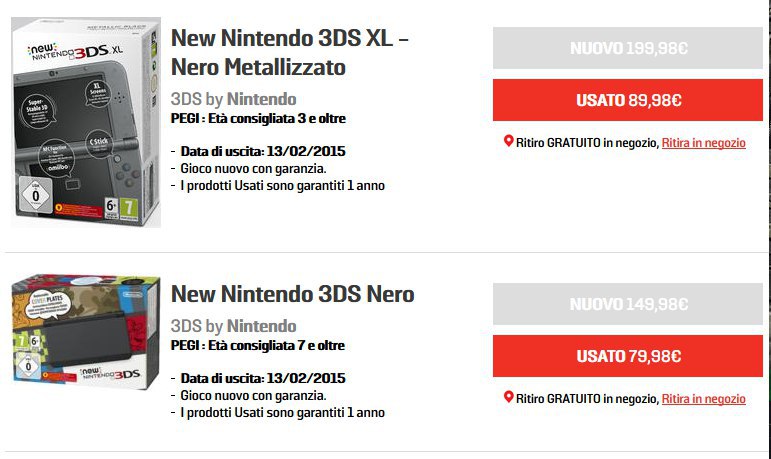 METALLIC BLACK
new
NINTENDO 3DS XL
Super-
Stable 3D
XL
Screens
C Stick
NFC Function
amiibo
USK
0
6+
7
New Nintendo 3DS XL –
Nero Metallizzato
3DS by Nintendo
PEGI : Età consigliata 3 e oltre
- Data di uscita: 13/02/2015
- Gioco nuovo con garanzia.
- I prodotti Usati sono garantiti 1 anno
NUOVO 199,98€
USATO 89,98€
Ritiro GRATUITO in negozio, Ritira in negozio
COVER PLATES
Nintendo
7
6+
0
new
NINTENDO 3DS
New Nintendo 3DS Nero
3DS by Nintendo
PEGI : Età consigliata 7 e oltre
- Data di uscita: 13/02/2015
- Gioco nuovo con garanzia.
- I prodotti Usati sono garantiti 1 anno
NUOVO 149,98€
USATO 79,98€
Ritiro GRATUITO in negozio, Ritira in negozio